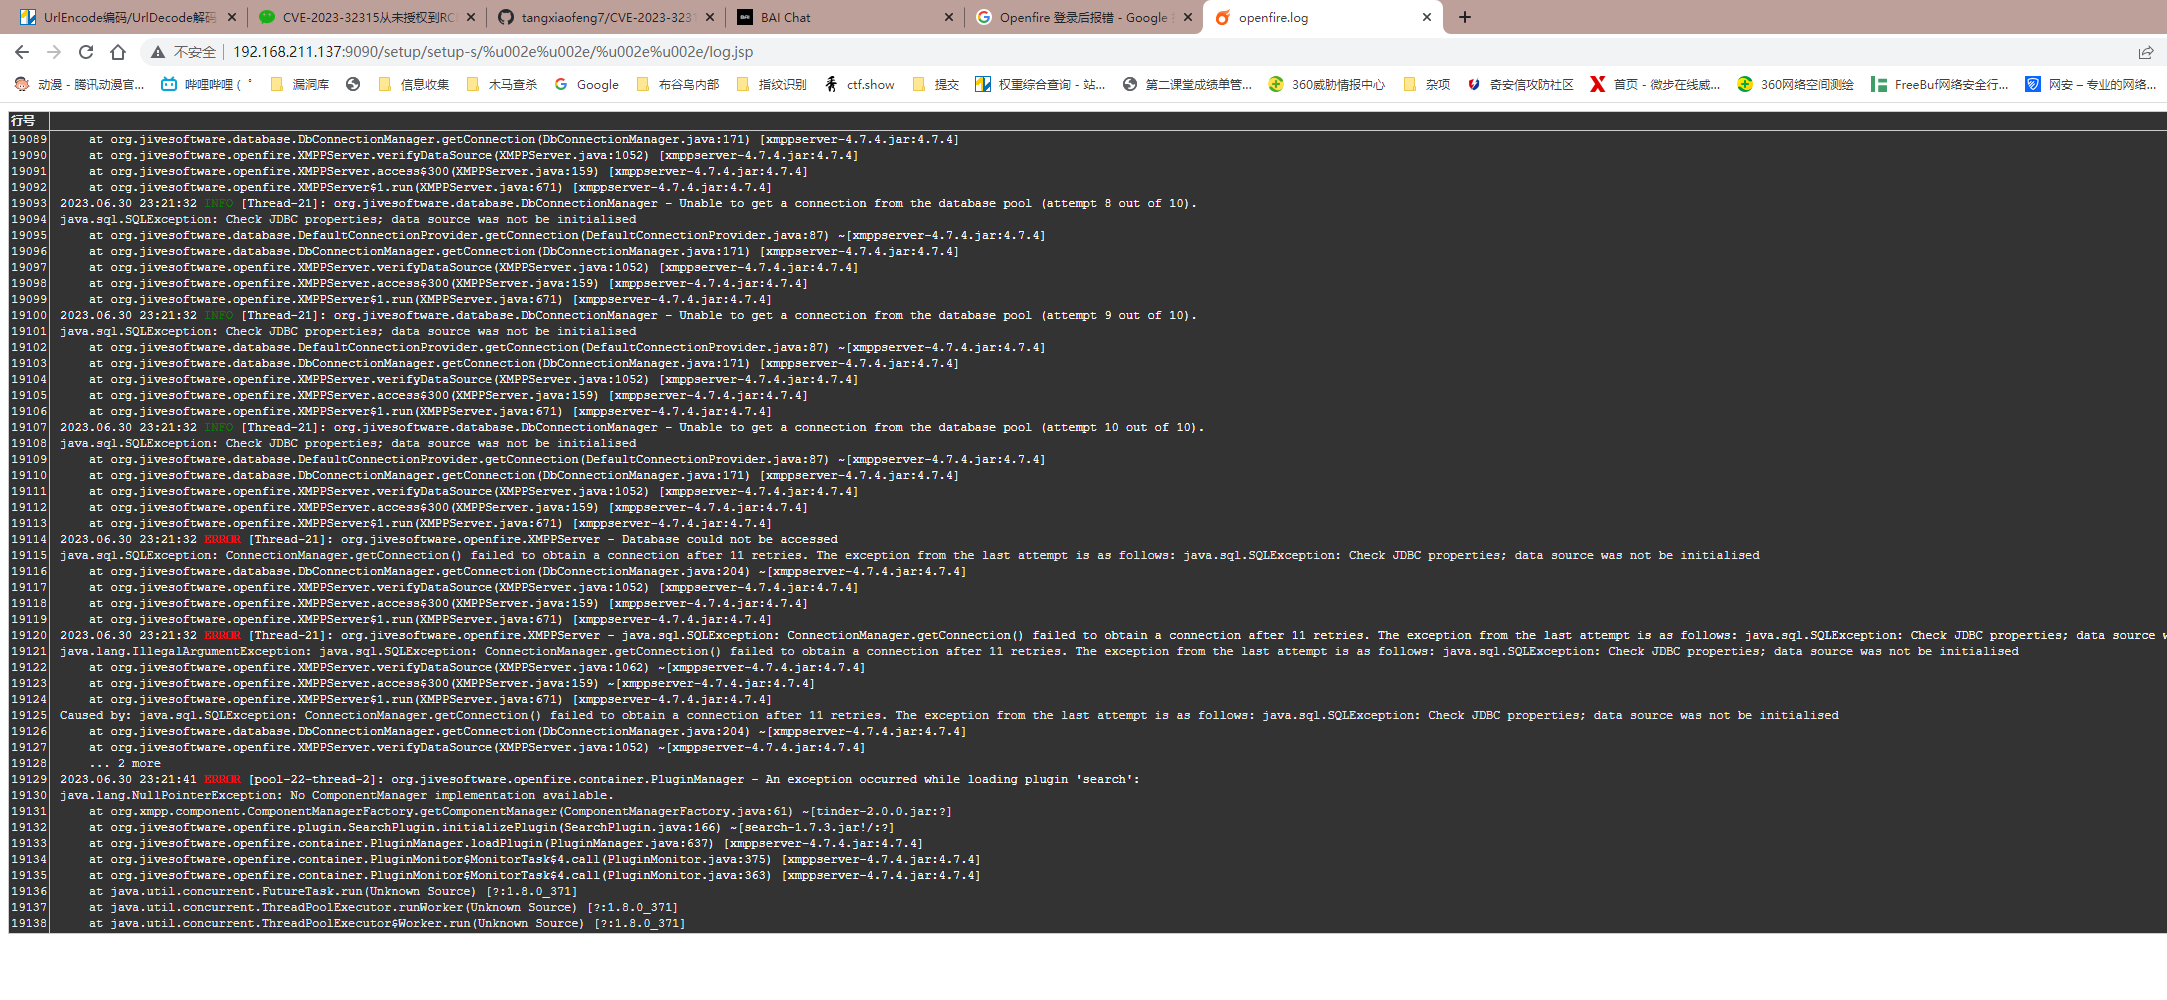 UrlEncode编码/UrlDecode解码
CVE-2023-32315从未授权到RC
tangxiaofeng7/CVE-2023-323
BAI Chat
Openfire 登录后报错 - Google
openfire.log
不安全
192.168.211.137:9090/setup/setup-s/%u002e%u002e/%u002e%u002e/log.jsp
动漫 - 腾讯动漫官...
哔哩哔哩 (゜
漏洞库
信息收集
木马查杀
Google
布谷鸟内部
指纹识别
ctf.show
提交
权重综合查询 - 站...
第二课堂成绩单管...
360威胁情报中心
杂项
奇安信攻防社区
首页 - 微步在线威...
360网络空间测绘
FreeBuf网络安全行...
网安 – 专业的网络...
行号
19089 at org.jivesoftware.database.DbConnectionManager.getConnection(DbConnectionManager.java:171) [xmppserver-4.7.4.jar:4.7.4]
19090 at org.jivesoftware.openfire.XMPPServer.verifyDataSource(XMPPServer.java:1052) [xmppserver-4.7.4.jar:4.7.4]
19091 at org.jivesoftware.openfire.XMPPServer.access$300(XMPPServer.java:159) [xmppserver-4.7.4.jar:4.7.4]
19092 at org.jivesoftware.openfire.XMPPServer$1.run(XMPPServer.java:671) [xmppserver-4.7.4.jar:4.7.4]
19093 2023.06.30 23:21:32 INFO [Thread-21]: org.jivesoftware.database.DbConnectionManager - Unable to get a connection from the database pool (attempt 8 out of 10).
19094 java.sql.SQLException: Check JDBC properties; data source was not be initialised
19095 at org.jivesoftware.database.DefaultConnectionProvider.getConnection(DefaultConnectionProvider.java:87) ~[xmppserver-4.7.4.jar:4.7.4]
19096 at org.jivesoftware.database.DbConnectionManager.getConnection(DbConnectionManager.java:171) [xmppserver-4.7.4.jar:4.7.4]
19097 at org.jivesoftware.openfire.XMPPServer.verifyDataSource(XMPPServer.java:1052) [xmppserver-4.7.4.jar:4.7.4]
19098 at org.jivesoftware.openfire.XMPPServer.access$300(XMPPServer.java:159) [xmppserver-4.7.4.jar:4.7.4]
19099 at org.jivesoftware.openfire.XMPPServer$1.run(XMPPServer.java:671) [xmppserver-4.7.4.jar:4.7.4]
19100 2023.06.30 23:21:32 INFO [Thread-21]: org.jivesoftware.database.DbConnectionManager - Unable to get a connection from the database pool (attempt 9 out of 10).
19101 java.sql.SQLException: Check JDBC properties; data source was not be initialised
19102 at org.jivesoftware.database.DefaultConnectionProvider.getConnection(DefaultConnectionProvider.java:87) ~[xmppserver-4.7.4.jar:4.7.4]
19103 at org.jivesoftware.database.DbConnectionManager.getConnection(DbConnectionManager.java:171) [xmppserver-4.7.4.jar:4.7.4]
19104 at org.jivesoftware.openfire.XMPPServer.verifyDataSource(XMPPServer.java:1052) [xmppserver-4.7.4.jar:4.7.4]
19105 at org.jivesoftware.openfire.XMPPServer.access$300(XMPPServer.java:159) [xmppserver-4.7.4.jar:4.7.4]
19106 at org.jivesoftware.openfire.XMPPServer$1.run(XMPPServer.java:671) [xmppserver-4.7.4.jar:4.7.4]
19107 2023.06.30 23:21:32 INFO [Thread-21]: org.jivesoftware.database.DbConnectionManager - Unable to get a connection from the database pool (attempt 10 out of 10).
19108 java.sql.SQLException: Check JDBC properties; data source was not be initialised
19109 at org.jivesoftware.database.DefaultConnectionProvider.getConnection(DefaultConnectionProvider.java:87) ~[xmppserver-4.7.4.jar:4.7.4]
19110 at org.jivesoftware.database.DbConnectionManager.getConnection(DbConnectionManager.java:171) [xmppserver-4.7.4.jar:4.7.4]
19111 at org.jivesoftware.openfire.XMPPServer.verifyDataSource(XMPPServer.java:1052) [xmppserver-4.7.4.jar:4.7.4]
19112 at org.jivesoftware.openfire.XMPPServer.access$300(XMPPServer.java:159) [xmppserver-4.7.4.jar:4.7.4]
19113 at org.jivesoftware.openfire.XMPPServer$1.run(XMPPServer.java:671) [xmppserver-4.7.4.jar:4.7.4]
19114 2023.06.30 23:21:32 ERROR [Thread-21]: org.jivesoftware.openfire.XMPPServer - Database could not be accessed
19115 java.sql.SQLException: ConnectionManager.getConnection() failed to obtain a connection after 11 retries. The exception from the last attempt is as follows: java.sql.SQLException: Check JDBC properties; data source was not be initialised
19116 at org.jivesoftware.database.DbConnectionManager.getConnection(DbConnectionManager.java:204) ~[xmppserver-4.7.4.jar:4.7.4]
19117 at org.jivesoftware.openfire.XMPPServer.verifyDataSource(XMPPServer.java:1052) [xmppserver-4.7.4.jar:4.7.4]
19118 at org.jivesoftware.openfire.XMPPServer.access$300(XMPPServer.java:159) [xmppserver-4.7.4.jar:4.7.4]
19119 at org.jivesoftware.openfire.XMPPServer$1.run(XMPPServer.java:671) [xmppserver-4.7.4.jar:4.7.4]
19120 2023.06.30 23:21:32 ERROR [Thread-21]: org.jivesoftware.openfire.XMPPServer - java.sql.SQLException: ConnectionManager.getConnection() failed to obtain a connection after 11 retries. The exception from the last attempt is as follows: java.sql.SQLException: Check JDBC properties; data source w
19121 java.lang.IllegalArgumentException: java.sql.SQLException: ConnectionManager.getConnection() failed to obtain a connection after 11 retries. The exception from the last attempt is as follows: java.sql.SQLException: Check JDBC properties; data source was not be initialised
19122 at org.jivesoftware.openfire.XMPPServer.verifyDataSource(XMPPServer.java:1062) ~[xmppserver-4.7.4.jar:4.7.4]
19123 at org.jivesoftware.openfire.XMPPServer.access$300(XMPPServer.java:159) ~[xmppserver-4.7.4.jar:4.7.4]
19124 at org.jivesoftware.openfire.XMPPServer$1.run(XMPPServer.java:671) [xmppserver-4.7.4.jar:4.7.4]
19125 Caused by: java.sql.SQLException: ConnectionManager.getConnection() failed to obtain a connection after 11 retries. The exception from the last attempt is as follows: java.sql.SQLException: Check JDBC properties; data source was not be initialised
19126 at org.jivesoftware.database.DbConnectionManager.getConnection(DbConnectionManager.java:204) ~[xmppserver-4.7.4.jar:4.7.4]
19127 at org.jivesoftware.openfire.XMPPServer.verifyDataSource(XMPPServer.java:1052) ~[xmppserver-4.7.4.jar:4.7.4]
19128 ... 2 more
19129 2023.06.30 23:21:41 ERROR [pool-22-thread-2]: org.jivesoftware.openfire.container.PluginManager - An exception occurred while loading plugin 'search':
19130 java.lang.NullPointerException: No ComponentManager implementation available.
19131 at org.xmpp.component.ComponentManagerFactory.getComponentManager(ComponentManagerFactory.java:61) ~[tinder-2.0.0.jar:?]
19132 at org.jivesoftware.openfire.plugin.SearchPlugin.initializePlugin(SearchPlugin.java:166) ~[search-1.7.3.jar!/:?]
19133 at org.jivesoftware.openfire.container.PluginManager.loadPlugin(PluginManager.java:637) [xmppserver-4.7.4.jar:4.7.4]
19134 at org.jivesoftware.openfire.container.PluginMonitor$MonitorTask$4.call(PluginMonitor.java:375) [xmppserver-4.7.4.jar:4.7.4]
19135 at org.jivesoftware.openfire.container.PluginMonitor$MonitorTask$4.call(PluginMonitor.java:363) [xmppserver-4.7.4.jar:4.7.4]
19136 at java.util.concurrent.FutureTask.run(Unknown Source) [?:1.8.0_371]
19137 at java.util.concurrent.ThreadPoolExecutor.runWorker(Unknown Source) [?:1.8.0_371]
19138 at java.util.concurrent.ThreadPoolExecutor$Worker.run(Unknown Source) [?:1.8.0_371]